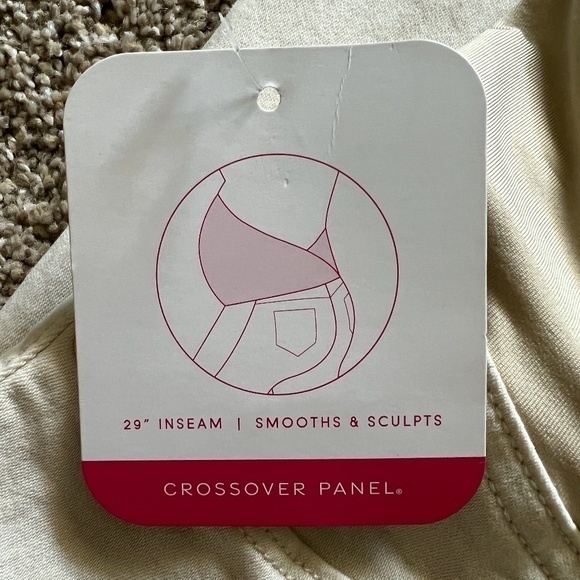 29" INSEAM | SMOOTHS & SCULPTS
CROSSOVER PANEL®